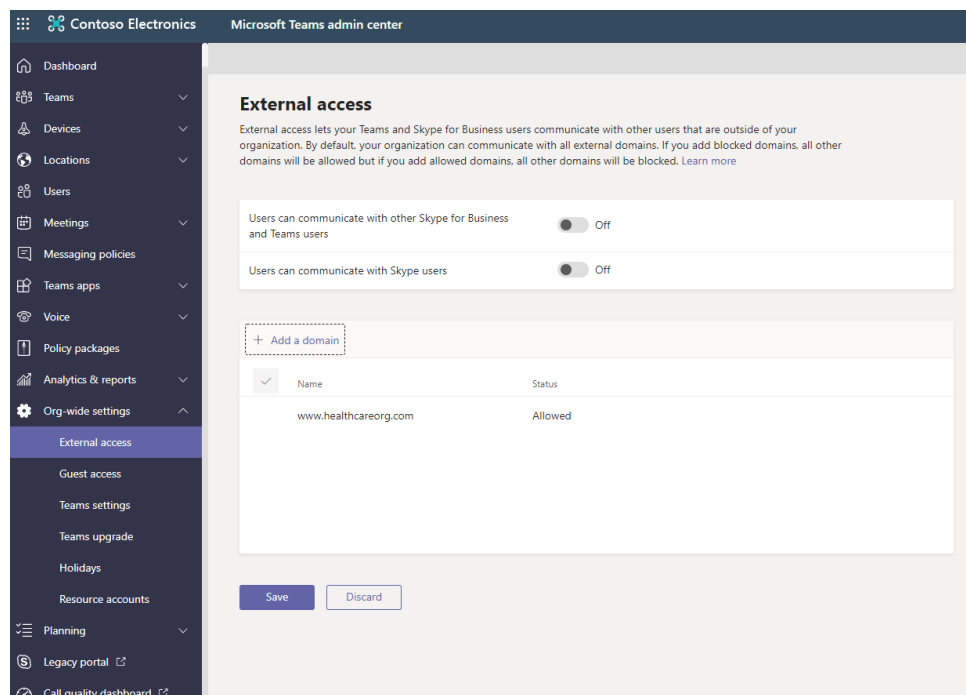 Contoso Electronics
Microsoft Teams admin center
Dashboard
Teams
Devices
Locations
Users
Meetings
Messaging policies
Teams apps
Voice
Policy packages
Analytics & reports
Org-wide settings
External access
Guest access
Teams settings
Teams upgrade
Holidays
Resource accounts
Planning
Legacy portal
Call quality dashboard
External access
External access lets your Teams and Skype for Business users communicate with other users that are outside of your
organization. By default, your organization can communicate with all external domains. If you add blocked domains, all other
domains will be allowed but if you add allowed domains, all other domains will be blocked. Learn more
Users can communicate with other Skype for Business
and Teams users
Off
Users can communicate with Skype users
Off
+ Add a domain
Name
Status
www.healthcareorg.com
Allowed
Save
Discard